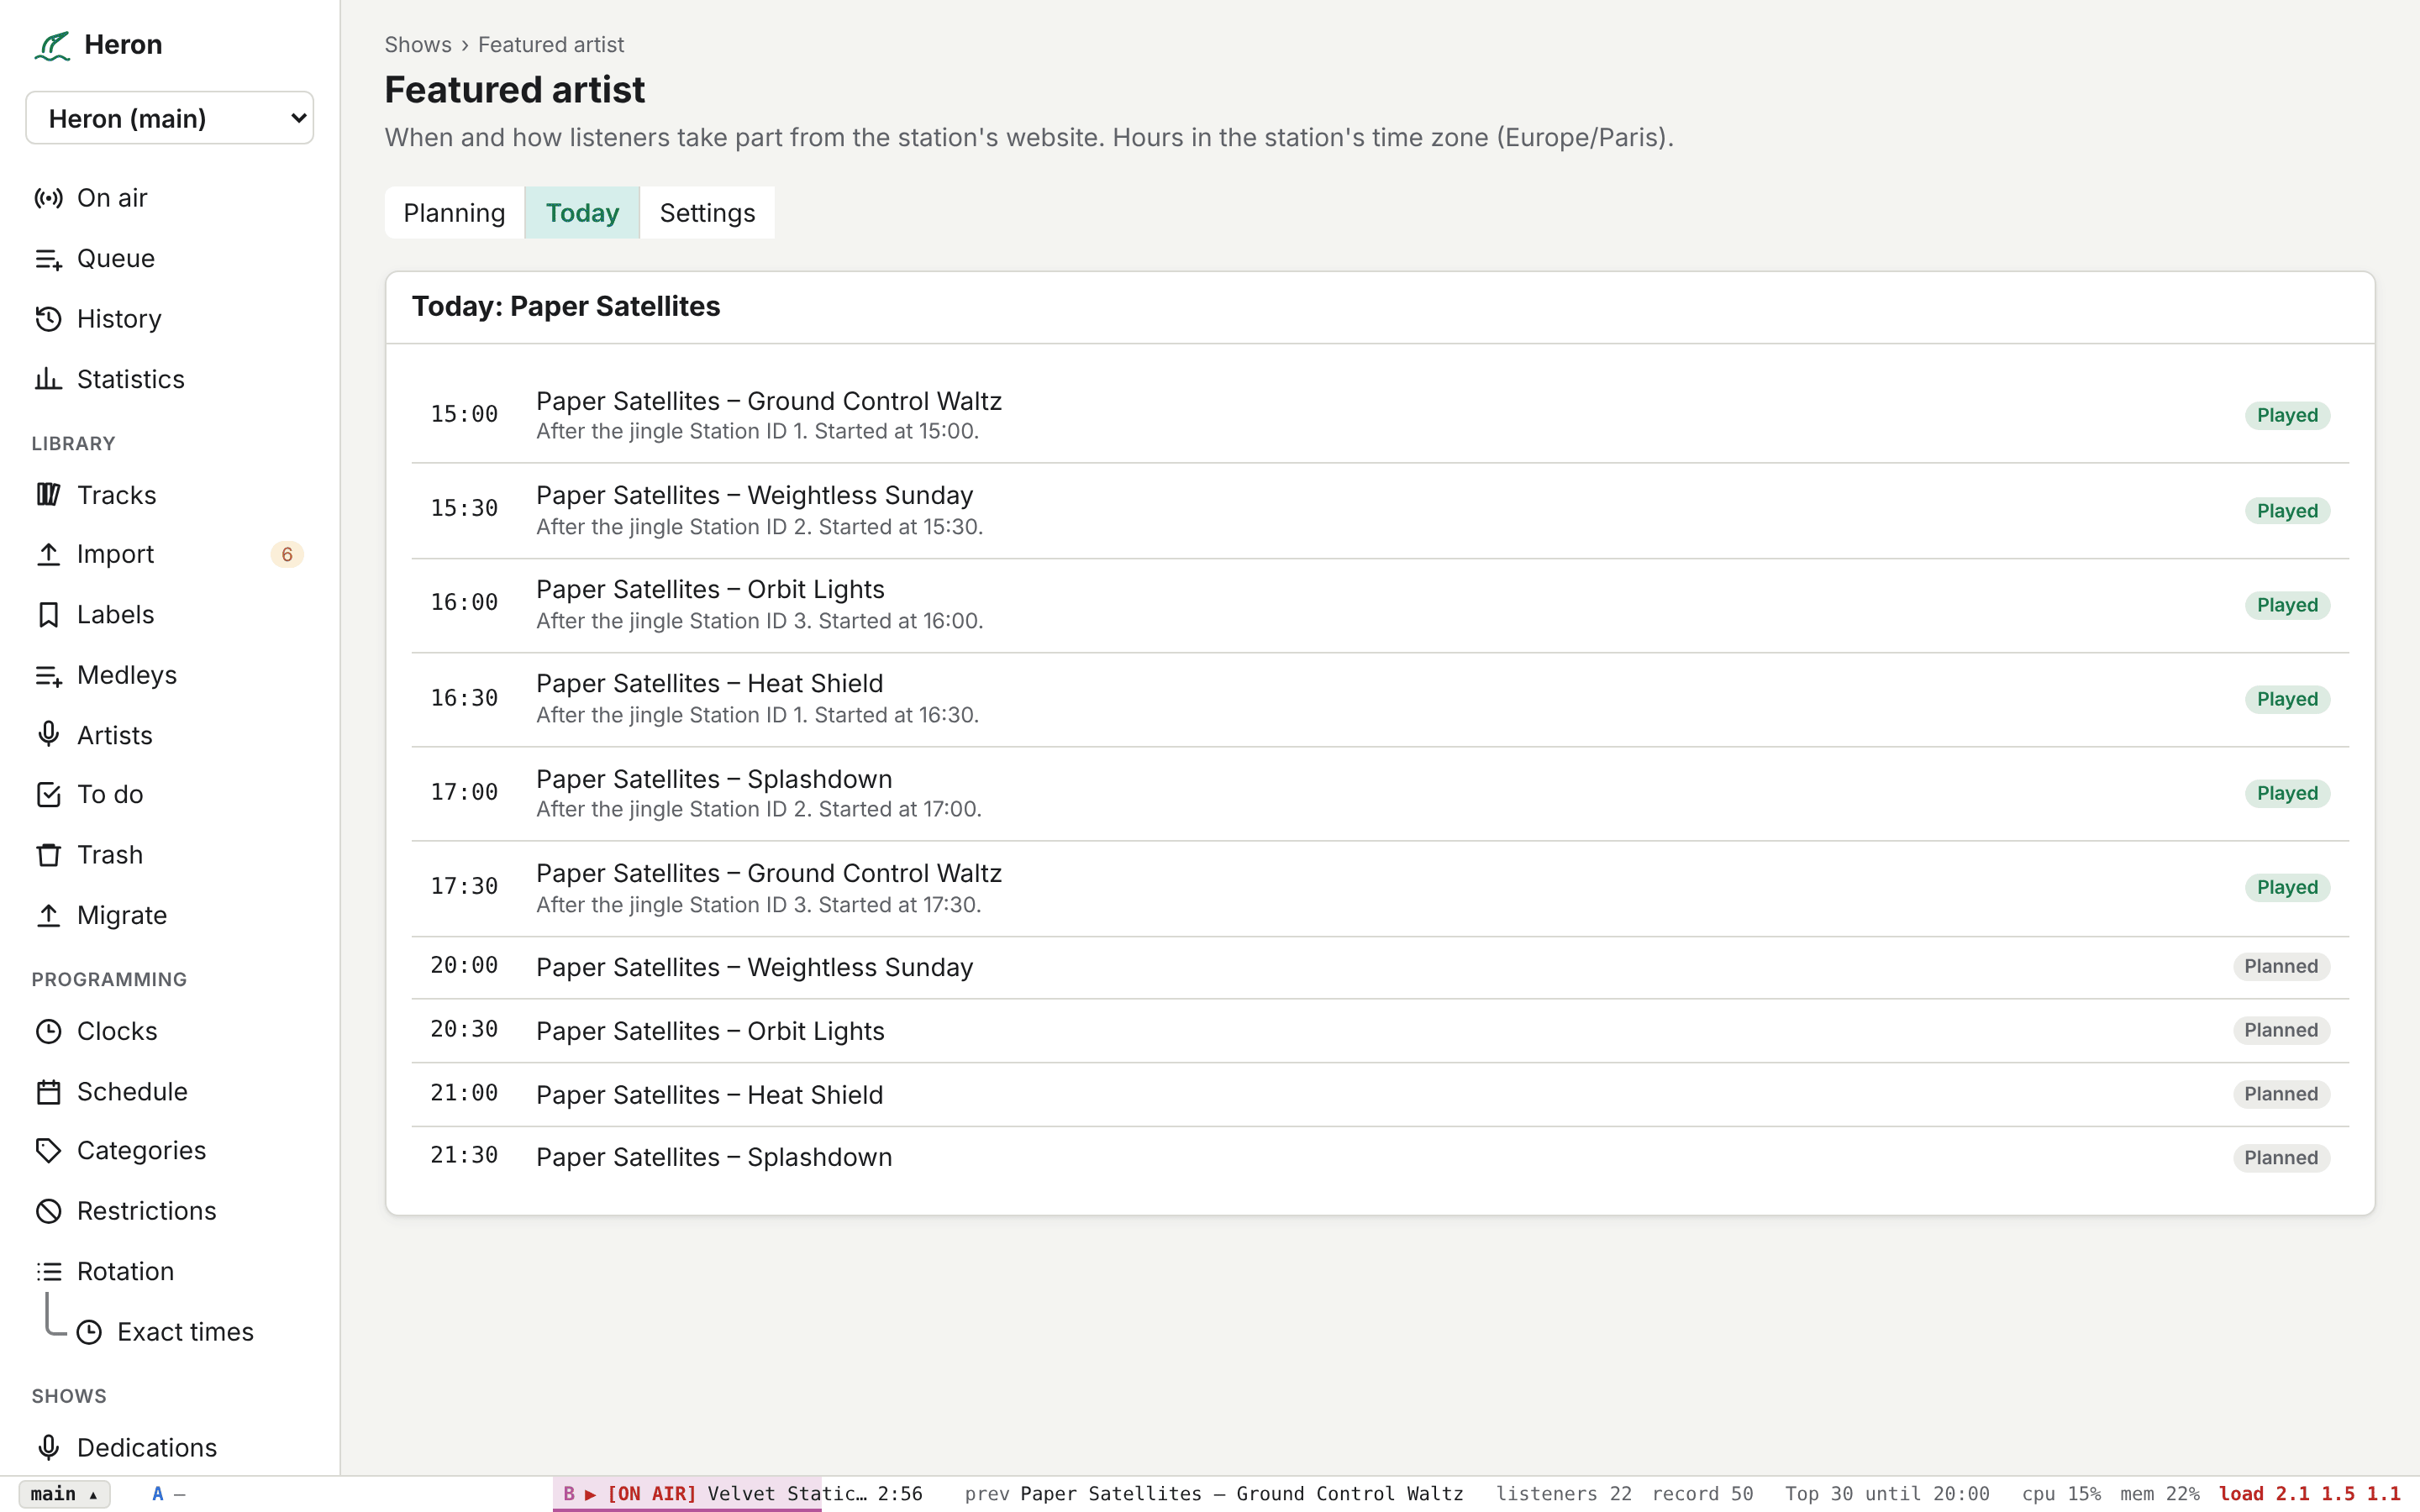 Heron
Heron (main)
On air
Queue
History
Statistics
LIBRARY
Tracks
Import 6
Labels
Medleys
Artists
To do
Trash
Migrate
PROGRAMMING
Clocks
Schedule
Categories
Restrictions
Rotation
Exact times
SHOWS
Dedications
Shows › Featured artist
Featured artist
When and how listeners take part from the station's website. Hours in the station's time zone (Europe/Paris).
Planning Today Settings
Today: Paper Satellites
15:00 Paper Satellites – Ground Control Waltz Played
After the jingle Station ID 1. Started at 15:00.
15:30 Paper Satellites – Weightless Sunday Played
After the jingle Station ID 2. Started at 15:30.
16:00 Paper Satellites – Orbit Lights Played
After the jingle Station ID 3. Started at 16:00.
16:30 Paper Satellites – Heat Shield Played
After the jingle Station ID 1. Started at 16:30.
17:00 Paper Satellites – Splashdown Played
After the jingle Station ID 2. Started at 17:00.
17:30 Paper Satellites – Ground Control Waltz Played
After the jingle Station ID 3. Started at 17:30.
20:00 Paper Satellites – Weightless Sunday Planned
20:30 Paper Satellites – Orbit Lights Planned
21:00 Paper Satellites – Heat Shield Planned
21:30 Paper Satellites – Splashdown Planned
main ▴ A — B ▶ [ON AIR] Velvet Static… 2:56 prev Paper Satellites — Ground Control Waltz listeners 22 record 50 Top 30 until 20:00 cpu 15% mem 22% load 2.1 1.5 1.1